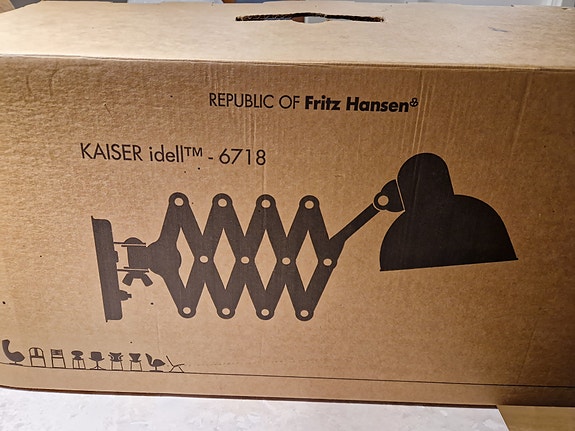 REPUBLIC OF Fritz Hansen
KAISER idell™ - 6718